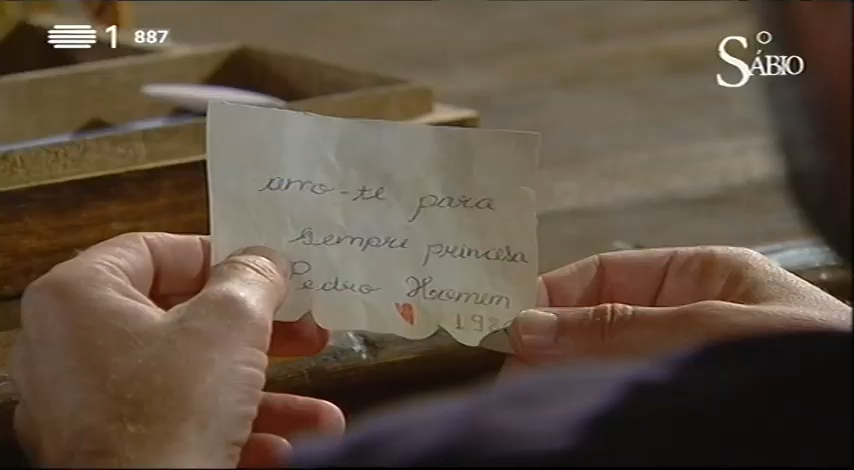 1 887
O
SÁBIO
amo-te para
sempre princesa
Pedro Homem